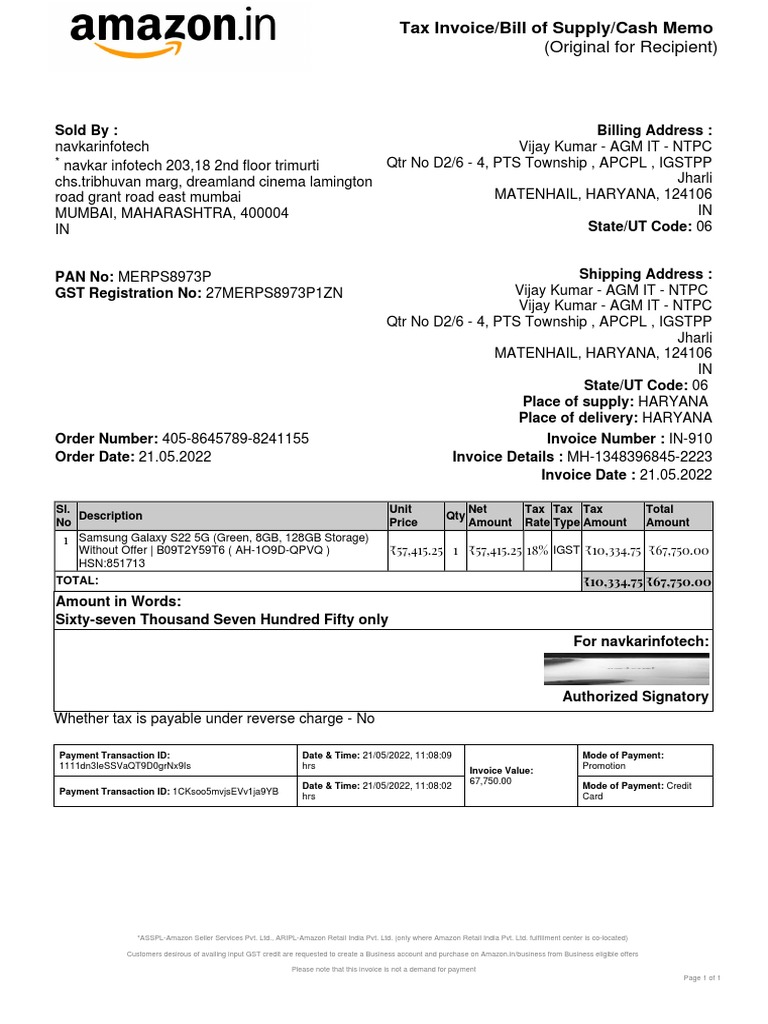 amazon.in
Tax Invoice/Bill of Supply/Cash Memo
(Original for Recipient)
Sold By :
navkarinfotech
* navkar infotech 203,18 2nd floor trimurti
chs.tribhuvan marg, dreamland cinema lamington
road grant road east mumbai
MUMBAI, MAHARASHTRA, 400004
IN
Billing Address :
Vijay Kumar - AGM IT - NTPC
Qtr No D2/6 - 4, PTS Township , APCPL , IGSTPP
Jharli
MATENHAIL, HARYANA, 124106
IN
State/UT Code: 06
PAN No: MERPS8973P
GST Registration No: 27MERPS8973P1ZN
Shipping Address :
Vijay Kumar - AGM IT - NTPC
Vijay Kumar - AGM IT - NTPC
Qtr No D2/6 - 4, PTS Township , APCPL , IGSTPP
Jharli
MATENHAIL, HARYANA, 124106
IN
State/UT Code: 06
Place of supply: HARYANA
Place of delivery: HARYANA
Order Number: 405-8645789-8241155
Order Date: 21.05.2022
Invoice Number : IN-910
Invoice Details : MH-1348396845-2223
Invoice Date : 21.05.2022
Sl. No Description Unit Price Qty Net Amount Tax Rate Tax Type Tax Amount Total Amount
1 Samsung Galaxy S22 5G (Green, 8GB, 128GB Storage)
Without Offer | B09T2Y59T6 ( AH-1O9D-QPVQ ) ₹57,415.25 1 ₹57,415.25 18% IGST ₹10,334.75 ₹67,750.00
HSN:851713
TOTAL: ₹10,334.75 ₹67,750.00
Amount in Words:
Sixty-seven Thousand Seven Hundred Fifty only
For navkarinfotech:
Authorized Signatory
Whether tax is payable under reverse charge - No
Payment Transaction ID:
1111dn3leSSVaQT9D0grNx9ls
Date & Time: 21/05/2022, 11:08:09
hrs
Invoice Value:
67,750.00
Mode of Payment:
Promotion
Payment Transaction ID: 1CKsoo5mvjsEVv1ja9YB
Date & Time: 21/05/2022, 11:08:02
hrs
Mode of Payment: Credit
Card
*ASSPL-Amazon Seller Services Pvt. Ltd., ARIPL-Amazon Retail India Pvt. Ltd. (only where Amazon Retail India Pvt. Ltd. fulfillment center is co-located)
Customers desirous of availing input GST credit are requested to create a Business account and purchase on Amazon.in/business from Business eligible offers
Please note that this invoice is not a demand for payment
Page 1 of 1